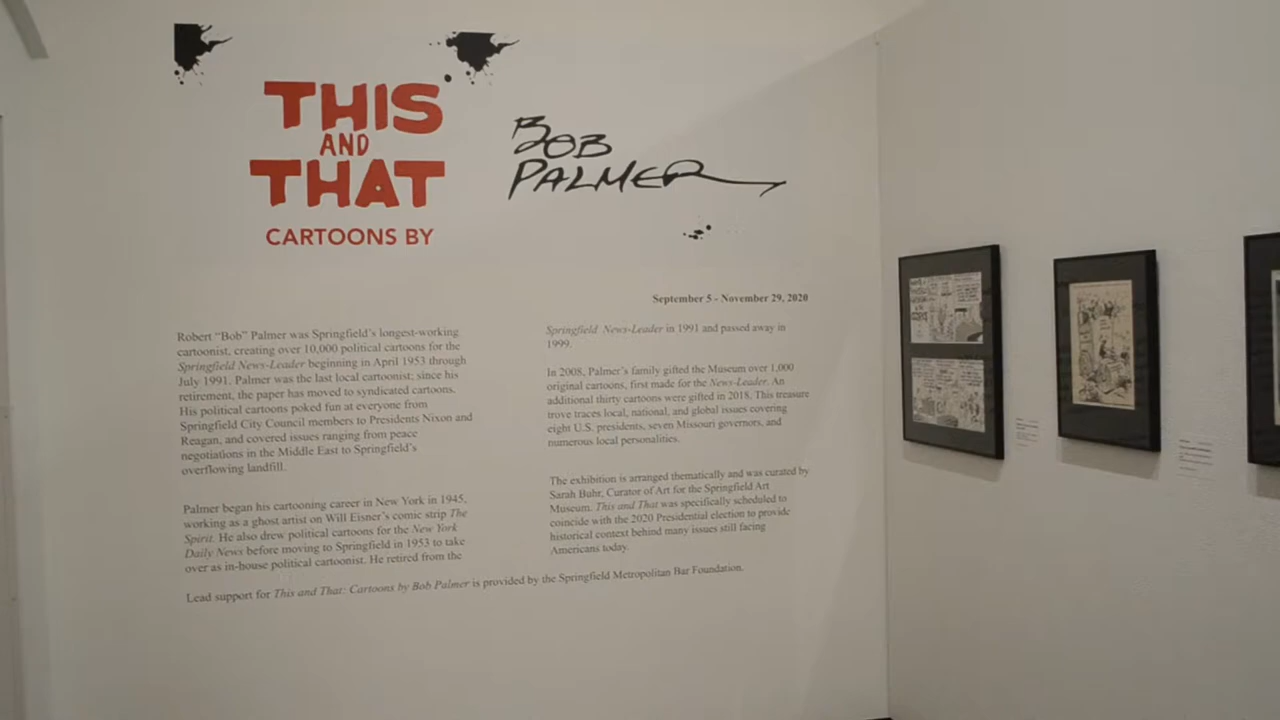 THIS
AND
THAT
CARTOONS BY
BOB
PALMER
September 5 - November 29, 2020
Robert “Bob” Palmer was Springfield’s longest-working
cartoonist, creating over 10,000 political cartoons for the
Springfield News-Leader beginning in April 1953 through
July 1991. Palmer was the last local cartoonist; since his
retirement, the paper has moved to syndicated cartoons.
His political cartoons poked fun at everyone from
Springfield City Council members to Presidents Nixon and
Reagan, and covered issues ranging from peace
negotiations in the Middle East to Springfield’s
overflowing landfill.
Palmer began his cartooning career in New York in 1945,
working as a ghost artist on Will Eisner’s comic strip The
Spirit. He also drew political cartoons for the New York
Daily News before moving to Springfield in 1953 to take
over as in-house political cartoonist. He retired from the
Springfield News-Leader in 1991 and passed away in
1999.
In 2008, Palmer’s family gifted the Museum over 1,000
original cartoons, first made for the News-Leader. An
additional thirty cartoons were gifted in 2018. This treasure
trove traces local, national, and global issues covering
eight U.S. presidents, seven Missouri governors, and
numerous local personalities.
The exhibition is arranged thematically and was curated by
Sarah Buhr, Curator of Art for the Springfield Art
Museum. This and That was specifically scheduled to
coincide with the 2020 Presidential election to provide
historical context behind many issues still facing
Americans today.
Lead support for This and That: Cartoons by Bob Palmer is provided by the Springfield Metropolitan Bar Foundation.